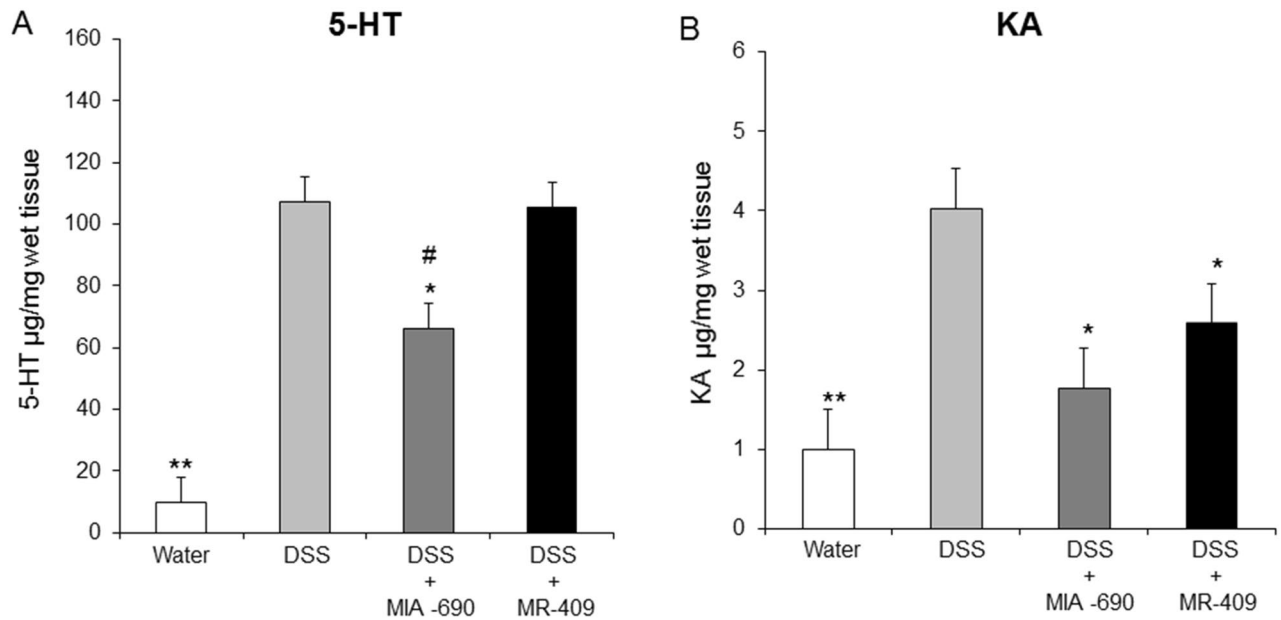 A
5-HT
160
140
120
100
80
60
40
20
0
5-HT µg/mg wet tissue
**
#
*
Water
DSS
DSS
+
MIA -690
DSS
+
MR-409
B
KA
6
5
4
3
2
1
0
KA µg/mg wet tissue
**
*
*
Water
DSS
DSS
+
MIA -690
DSS
+
MR-409